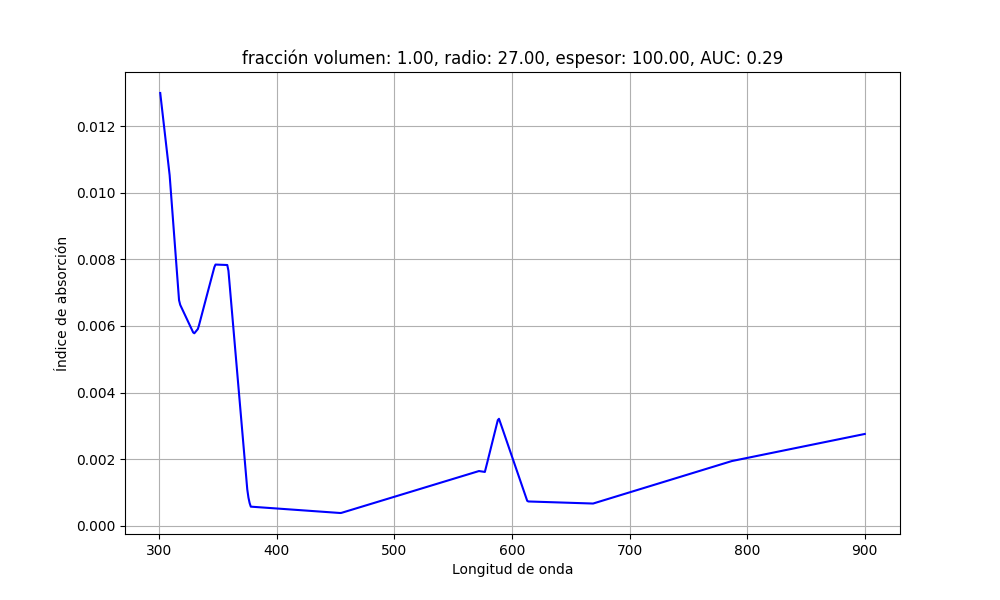 fracción volumen: 1.00, radio: 27.00, espesor: 100.00, AUC: 0.29
0.012
0.010
0.008
0.006
0.004
0.002
0.000
Índice de absorción
300 400 500 600 700 800 900
Longitud de onda